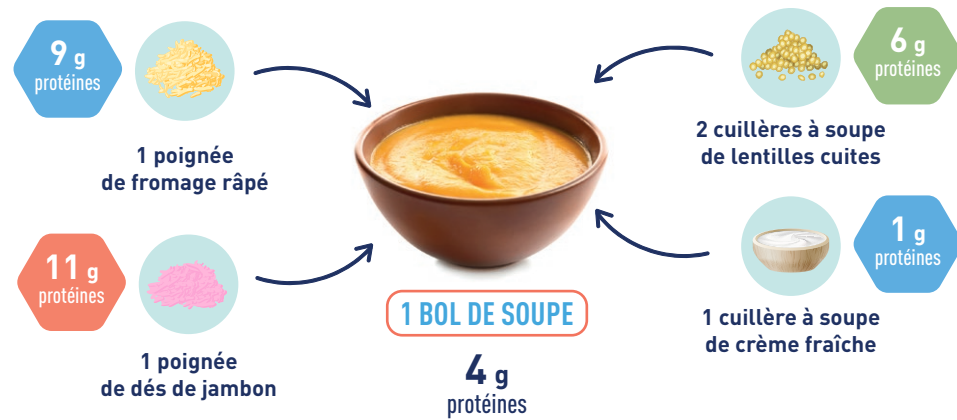 9 g
protéines
1 poignée
de fromage râpé
11 g
protéines
1 poignée
de dés de jambon
1 BOL DE SOUPE
4 g
protéines
6 g
protéines
2 cuillères à soupe
de lentilles cuites
1 g
protéines
1 cuillère à soupe
de crème fraîche